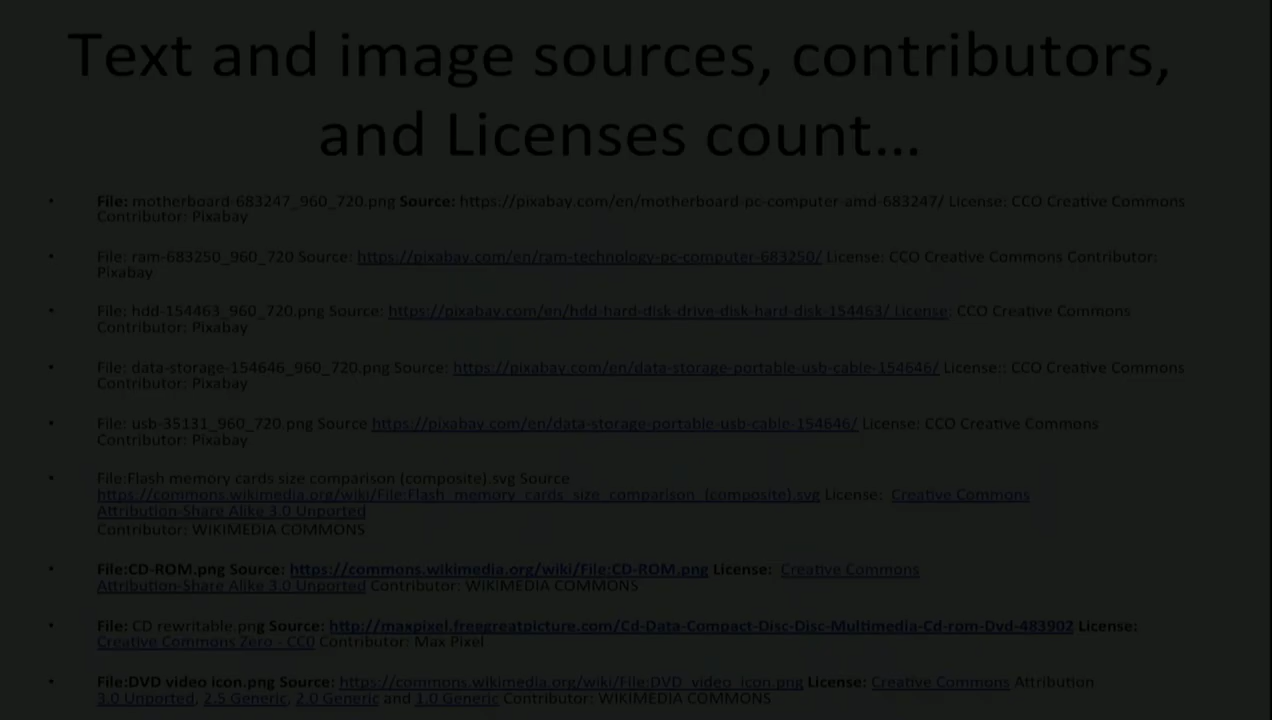 Text and image sources, contributors,
and Licenses count...
• File: motherboard-683247_960_720.png Source: https://pixabay.com/en/motherboard-pc-computer-amd-683247/ License: CCO Creative Commons
Contributor: Pixabay
• File: ram-683250_960_720 Source: https://pixabay.com/en/ram-technology-pc-computer-683250/ License: CCO Creative Commons Contributor:
Pixabay
• File: hdd-154463_960_720.png Source: https://pixabay.com/en/hdd-hard-disk-drive-disk-hard-disk-154463/ License: CCO Creative Commons
Contributor: Pixabay
• File: data-storage-154646_960_720.png Source: https://pixabay.com/en/data-storage-portable-usb-cable-154646/ License:: CCO Creative Commons
Contributor: Pixabay
• File: usb-35131_960_720.png Source https://pixabay.com/en/data-storage-portable-usb-cable-154646/ License: CCO Creative Commons
Contributor: Pixabay
• File:Flash memory cards size comparison (composite).svg Source
https://commons.wikimedia.org/wiki/File:Flash_memory_cards_size_comparison_(composite).svg License: Creative Commons
Attribution-Share Alike 3.0 Unported
Contributor: WIKIMEDIA COMMONS
• File:CD-ROM.png Source: https://commons.wikimedia.org/wiki/File:CD-ROM.png License: Creative Commons
Attribution-Share Alike 3.0 Unported Contributor: WIKIMEDIA COMMONS
• File: CD rewritable.png Source: http://maxpixel.freegreatpicture.com/Cd-Data-Compact-Disc-Disc-Multimedia-Cd-rom-Dvd-483902 License:
Creative Commons Zero - CC0 Contributor: Max Pixel
• File:DVD video icon.png Source: https://commons.wikimedia.org/wiki/File:DVD_video_icon.png License: Creative Commons Attribution
3.0 Unported, 2.5 Generic, 2.0 Generic and 1.0 Generic Contributor: WIKIMEDIA COMMONS